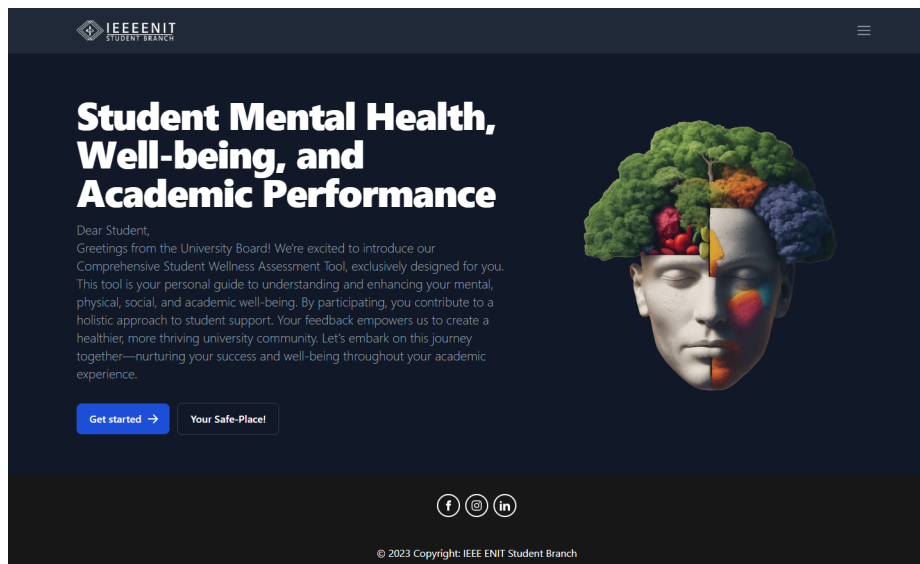 IEEEENIT
STUDENT BRANCH
Student Mental Health,
Well-being, and
Academic Performance
Dear Student,
Greetings from the University Board! We're excited to introduce our
Comprehensive Student Wellness Assessment Tool, exclusively designed for you.
This tool is your personal guide to understanding and enhancing your mental,
physical, social, and academic well-being. By participating, you contribute to a
holistic approach to student support. Your feedback empowers us to create a
healthier, more thriving university community. Let's embark on this journey
together—nurturing your success and well-being throughout your academic
experience.
Get started →
Your Safe-Place!
f
in
© 2023 Copyright: IEEE ENIT Student Branch